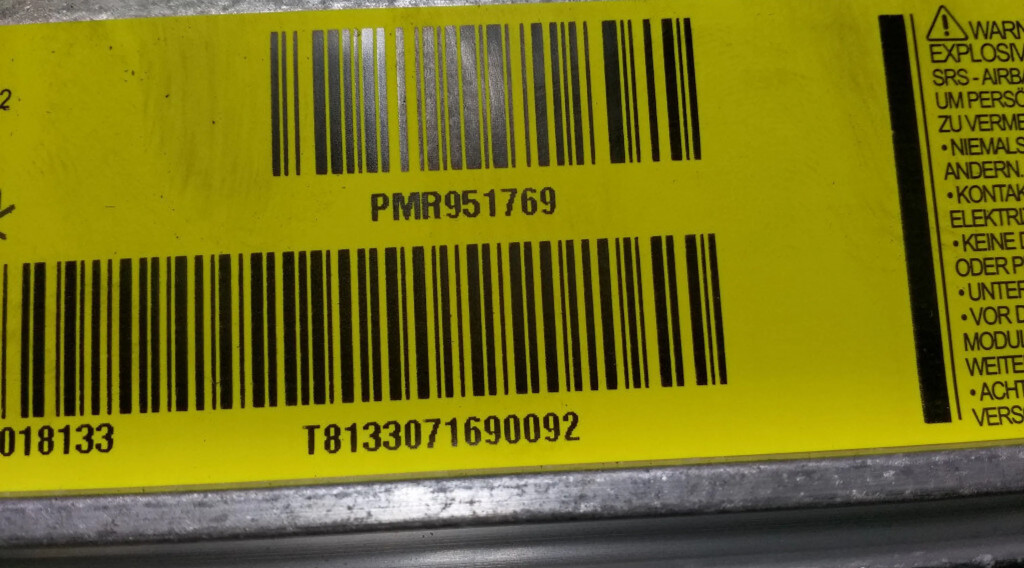 2
PMR951769
018133
T8133071690092
WARN
EXPLOSIV
SRS - AIRBA
UM PERSÖ
ZU VERME
• NIEMALS
ANDERN.
• KONTAK
ELEKTRI
• KEINE D
ODER P
• UNTER
• VOR D
MODUL
WEITE
• ACHT
VERS